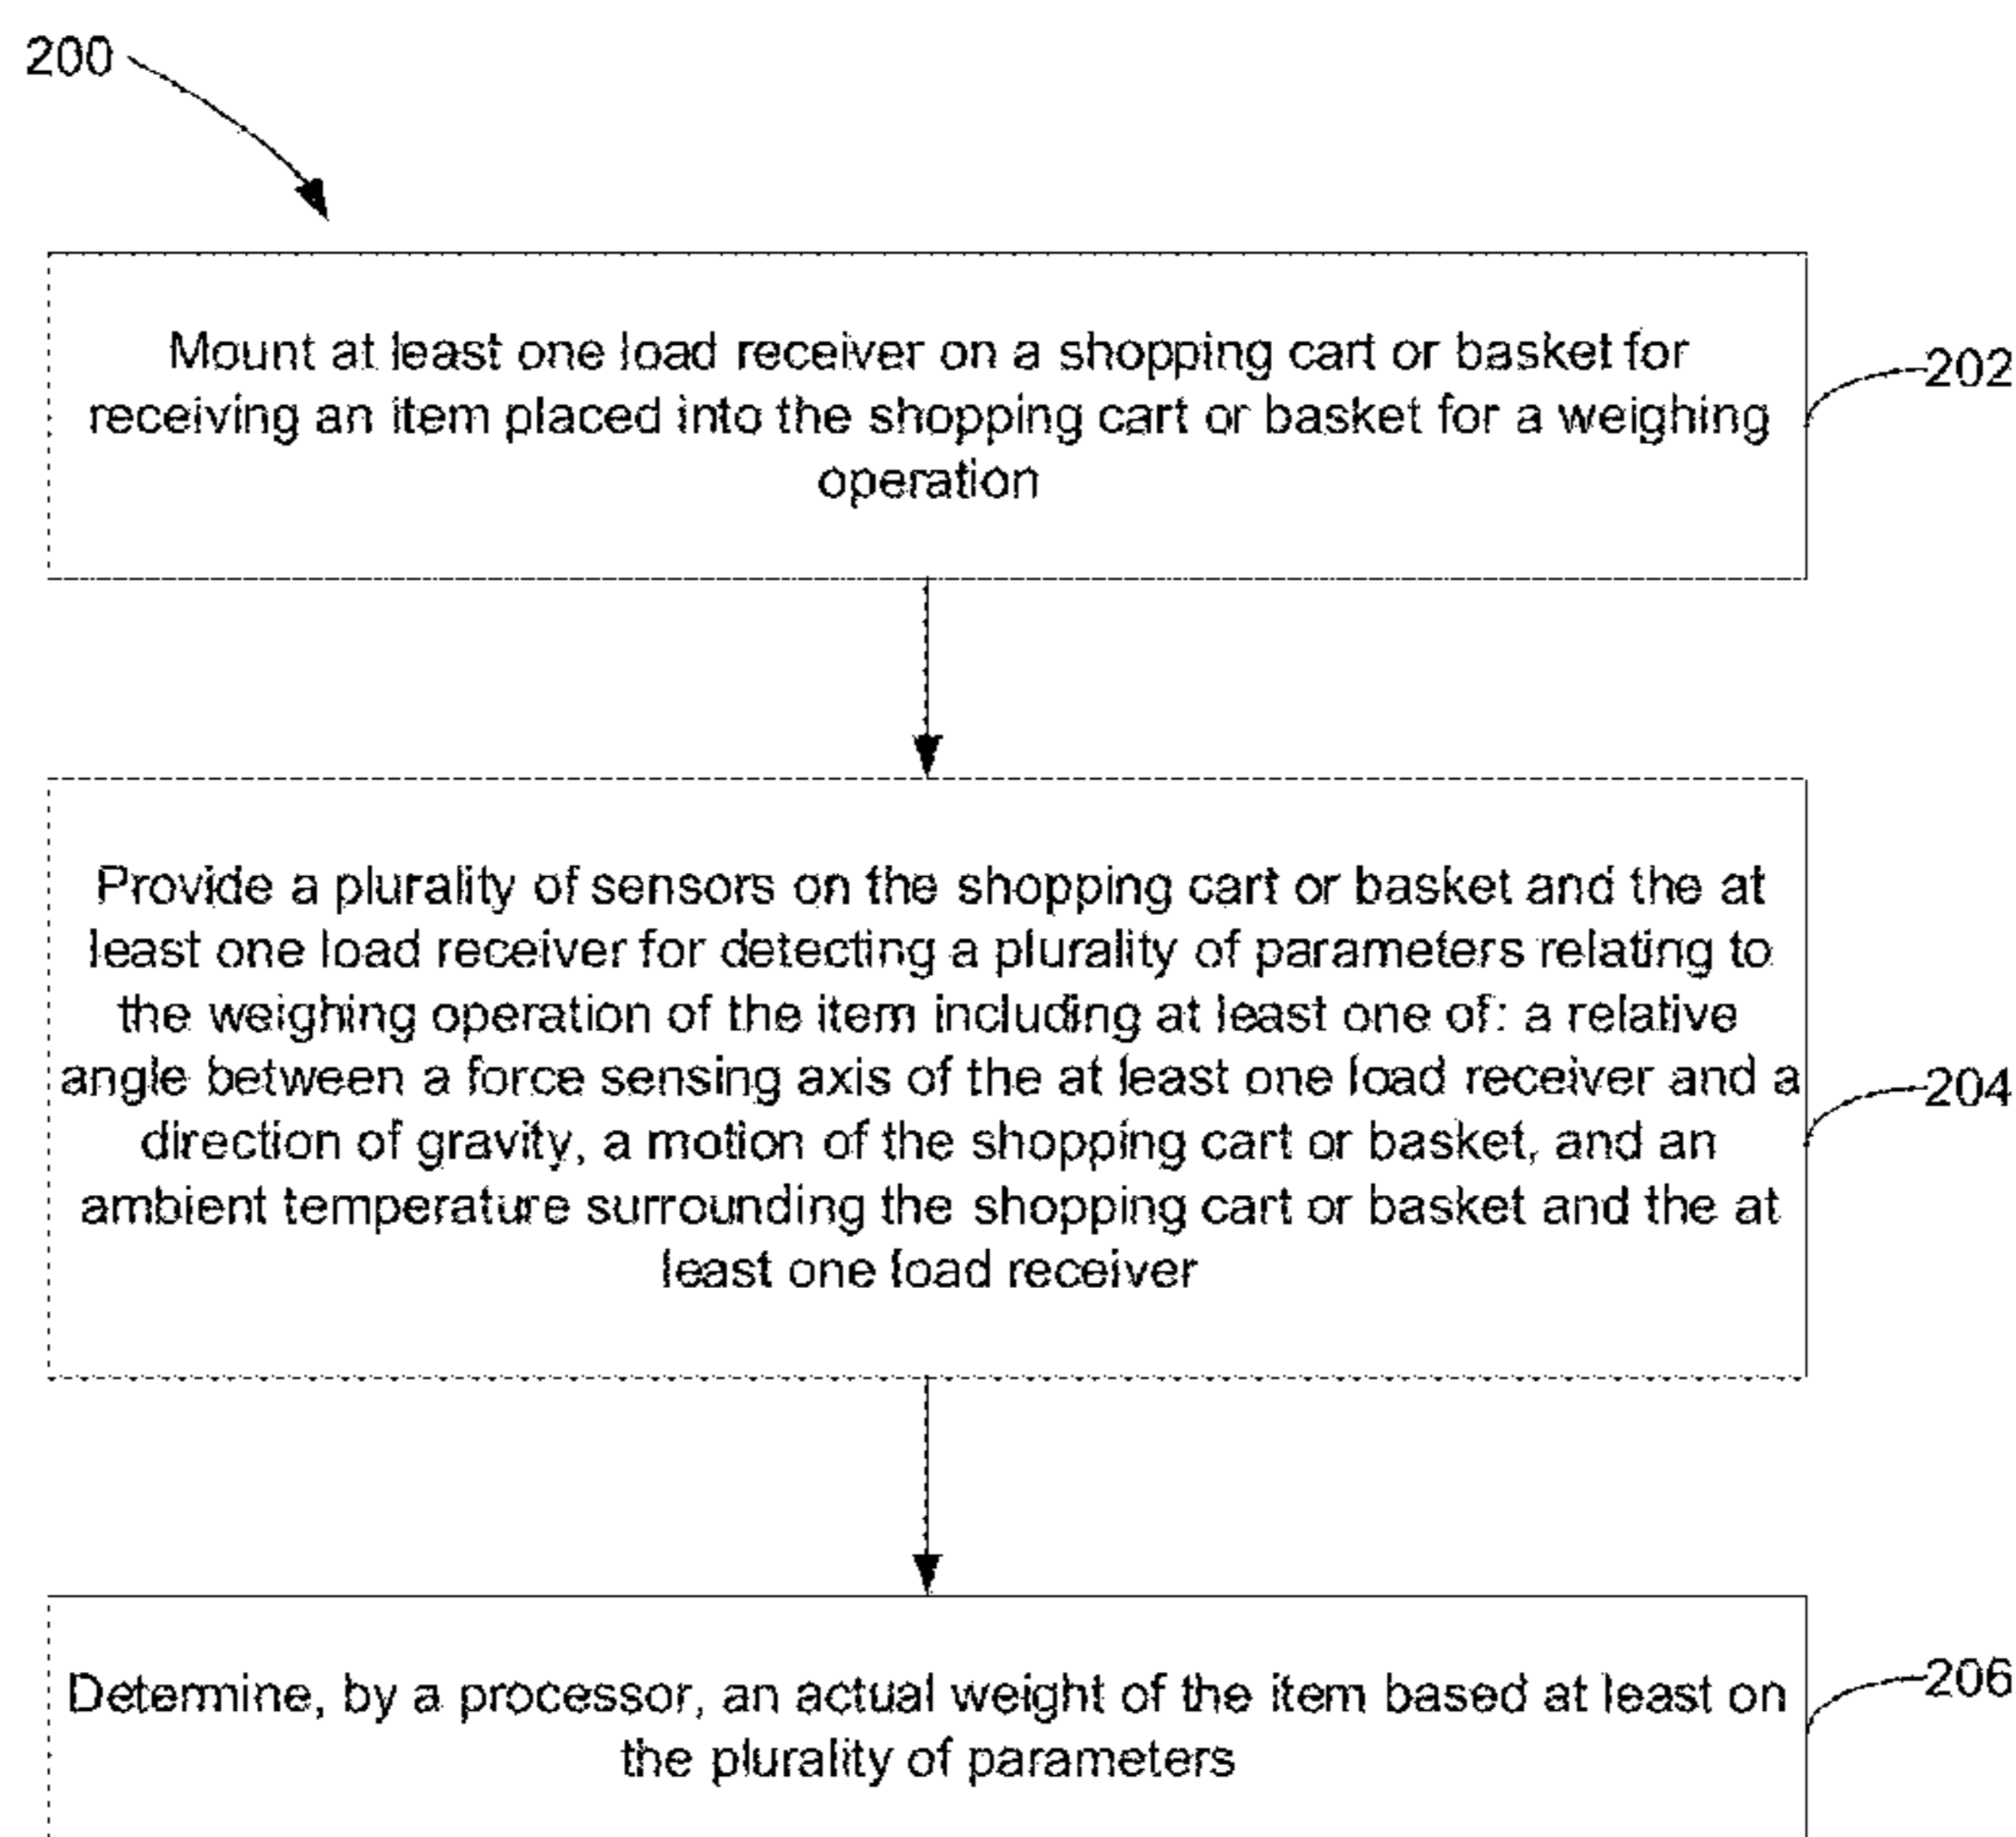 200
Mount at least one load receiver on a shopping cart or basket for
receiving an item placed into the shopping cart or basket for a weighing
operation
202
Provide a plurality of sensors on the shopping cart or basket and the at
least one load receiver for detecting a plurality of parameters relating to
the weighing operation of the item including at least one of: a relative
angle between a force sensing axis of the at least one load receiver and a
direction of gravity, a motion of the shopping cart or basket, and an
ambient temperature surrounding the shopping cart or basket and the at
least one load receiver
204
Determine, by a processor, an actual weight of the item based at least on
the plurality of parameters
206